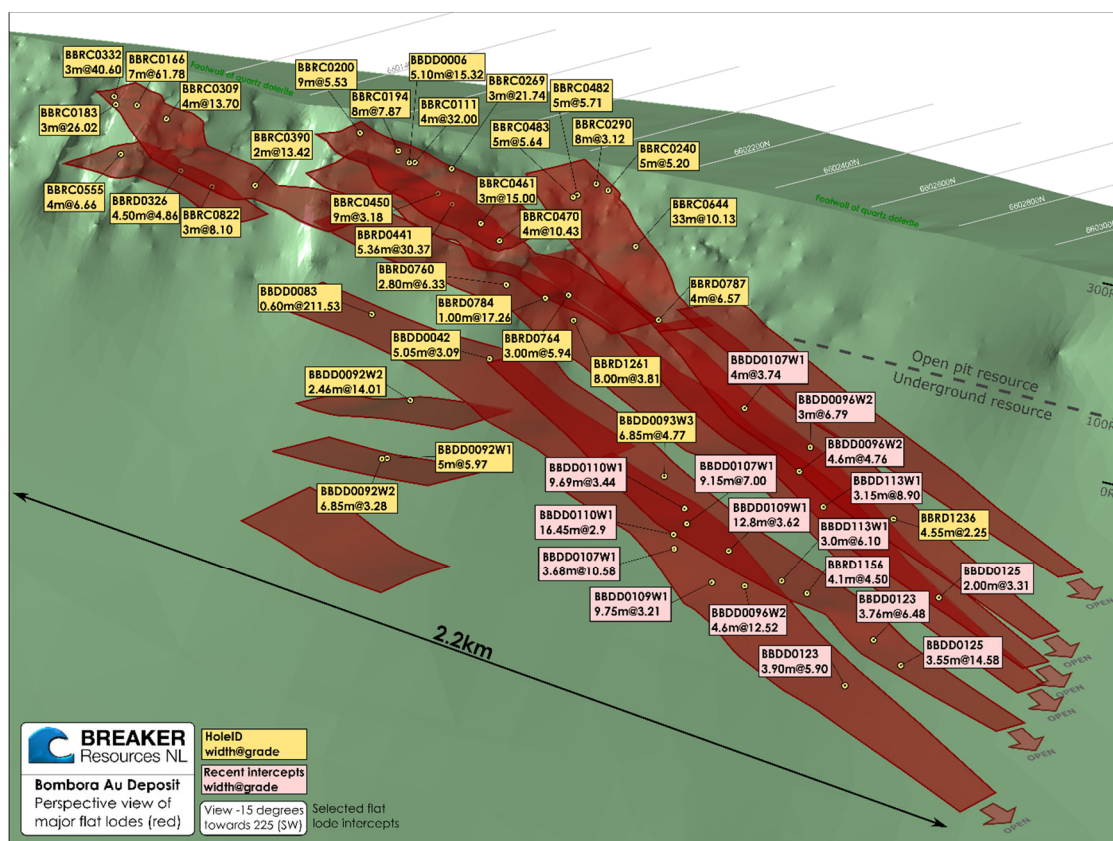 BBRC0332
3m@40.60
BBRC0166
7m@61.78
BBRC0309
4m@13.70
BBRC0183
3m@26.02
BBRC0390
2m@13.42
BBRC0555
4m@6.66
BBRD0326
4.50m@4.86
BBRC0822
3m@8.10
Footwall of quartz dolerite
BBRC0200
9m@5.53
BBDD0006
5.10m@15.32
BBRC0194
8m@7.87
BBRC0111
4m@32.00
BBRC0269
3m@21.74
BBRC0482
5m@5.71
BBRC0483
5m@5.64
BBRC0290
8m@3.12
BBRC0240
5m@5.20
6602200N
6602400N
6602600N
6602800N
Footwall of quartz dolerite
BBRC0461
3m@15.00
BBRC0450
9m@3.18
BBRC0470
4m@10.43
BBRC0644
33m@10.13
BBRD0441
5.36m@30.37
BBRD0760
2.80m@6.33
BBDD0083
0.60m@211.53
BBRD0784
1.00m@17.26
BBRD0787
4m@6.57
BBDD0042
5.05m@3.09
BBRD0764
3.00m@5.94
BBRD1261
8.00m@3.81
BBDD0107W1
4m@3.74
Open pit resource
Underground resource
BBDD0092W2
2.46m@14.01
BBDD0096W2
3m@6.79
BBDD0093W3
6.85m@4.77
BBDD0096W2
4.6m@4.76
BBDD0092W1
5m@5.97
BBDD0110W1
9.69m@3.44
BBDD0107W1
9.15m@7.00
BBDD113W1
3.15m@8.90
BBDD0092W2
6.85m@3.28
BBDD0109W1
12.8m@3.62
BBRD1236
4.55m@2.25
BBDD0110W1
16.45m@2.9
BBDD113W1
3.0m@6.10
BBDD0107W1
3.68m@10.58
BBRD1156
4.1m@4.50
BBDD0125
2.00m@3.31
BBDD0109W1
9.75m@3.21
BBDD0096W2
4.6m@12.52
BBDD0123
3.76m@6.48
BBDD0123
3.90m@5.90
BBDD0125
3.55m@14.58
OPEN
OPEN
OPEN
OPEN
OPEN
OPEN
2.2km
BREAKER
Resources NL
Bombora Au Deposit
Perspective view of
major flat lodes (red)
HoleID
width@grade
Recent intercepts
width@grade
View -15 degrees
towards 225 (SW)
Selected flat
lode intercepts